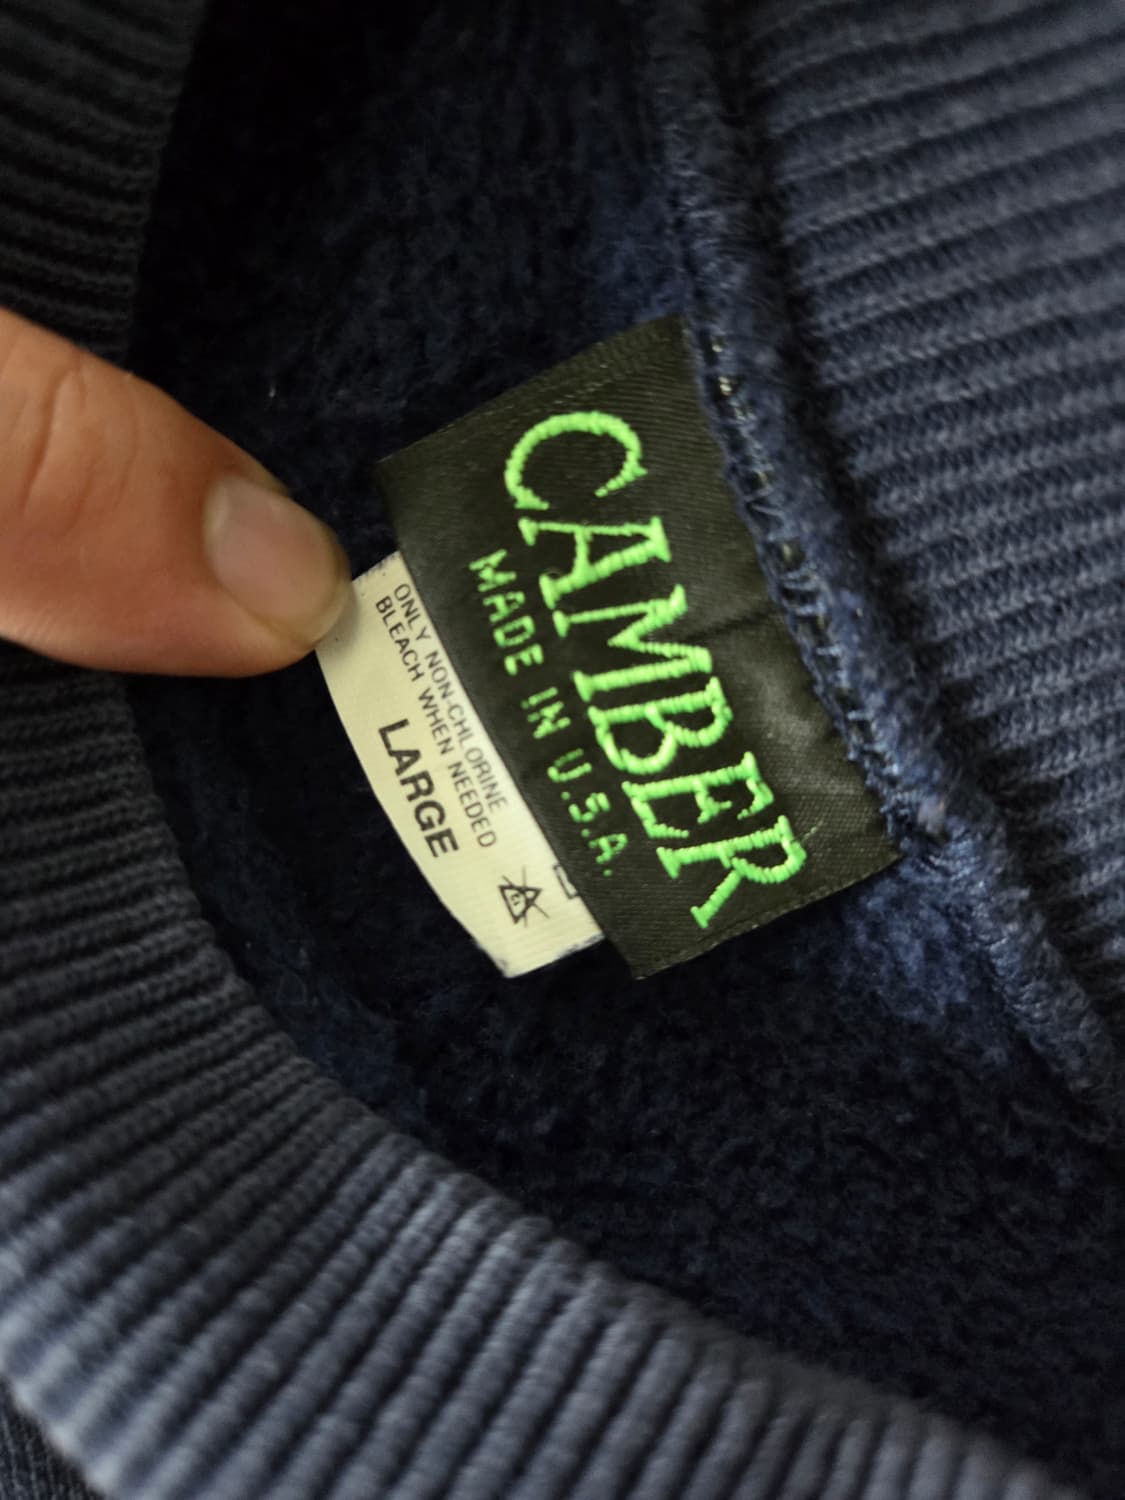 CAMBER
MADE IN U.S.A.
ONLY NON-CHLORINE
BLEACH WHEN NEEDED
LARGE